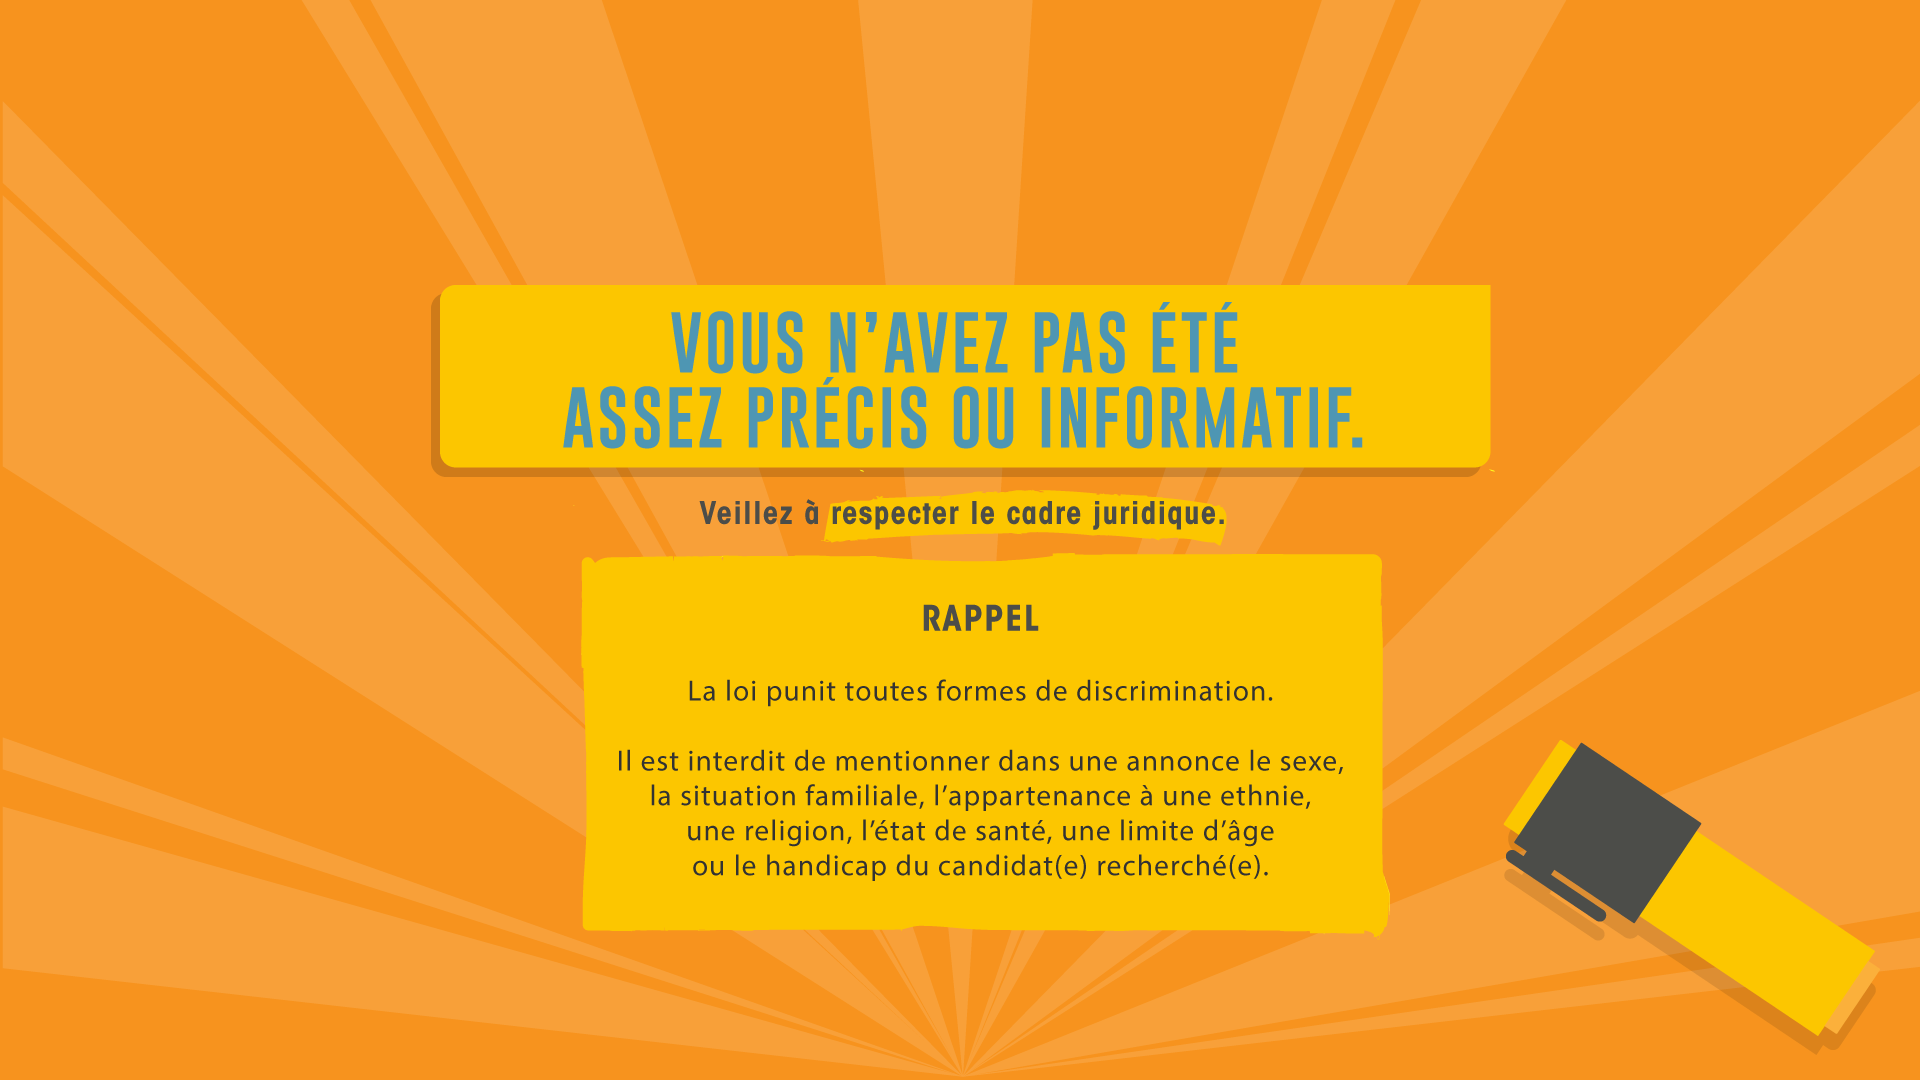 VOUS N’AVEZ PAS ÉTÉ
ASSEZ PRÉCIS OU INFORMATIF.
Veillez à respecter le cadre juridique.
RAPPEL
La loi punit toutes formes de discrimination.
Il est interdit de mentionner dans une annonce le sexe,
la situation familiale, l’appartenance à une ethnie,
une religion, l’état de santé, une limite d’âge
ou le handicap du candidat(e) recherché(e).